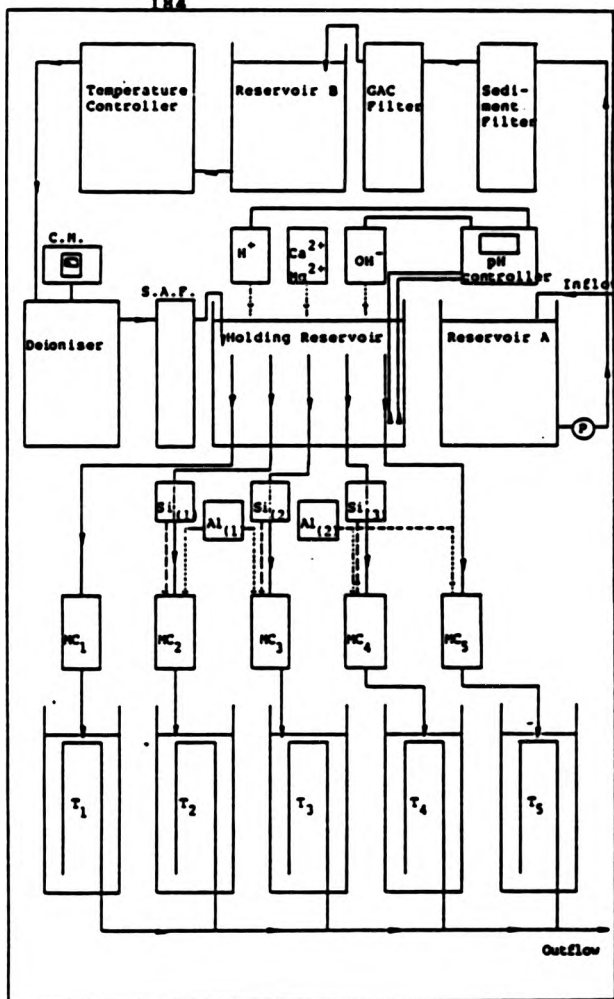 184
Temperature
Controller
Reservoir B
GAC
Filter
Sedi-
ment
Filter
C.M.
H⁺
Ca²⁺
Mg²⁺
OH⁻
pH
controller
Inflow
S.A.F.
Deioniser
Holding Reservoir
Reservoir A
P
Si(1)
Al(1)
Si(2)
Al(2)
Si(3)
MC₁
MC₂
MC₃
MC₄
MC₅
T₁
T₂
T₃
T₄
T₅
Outflow